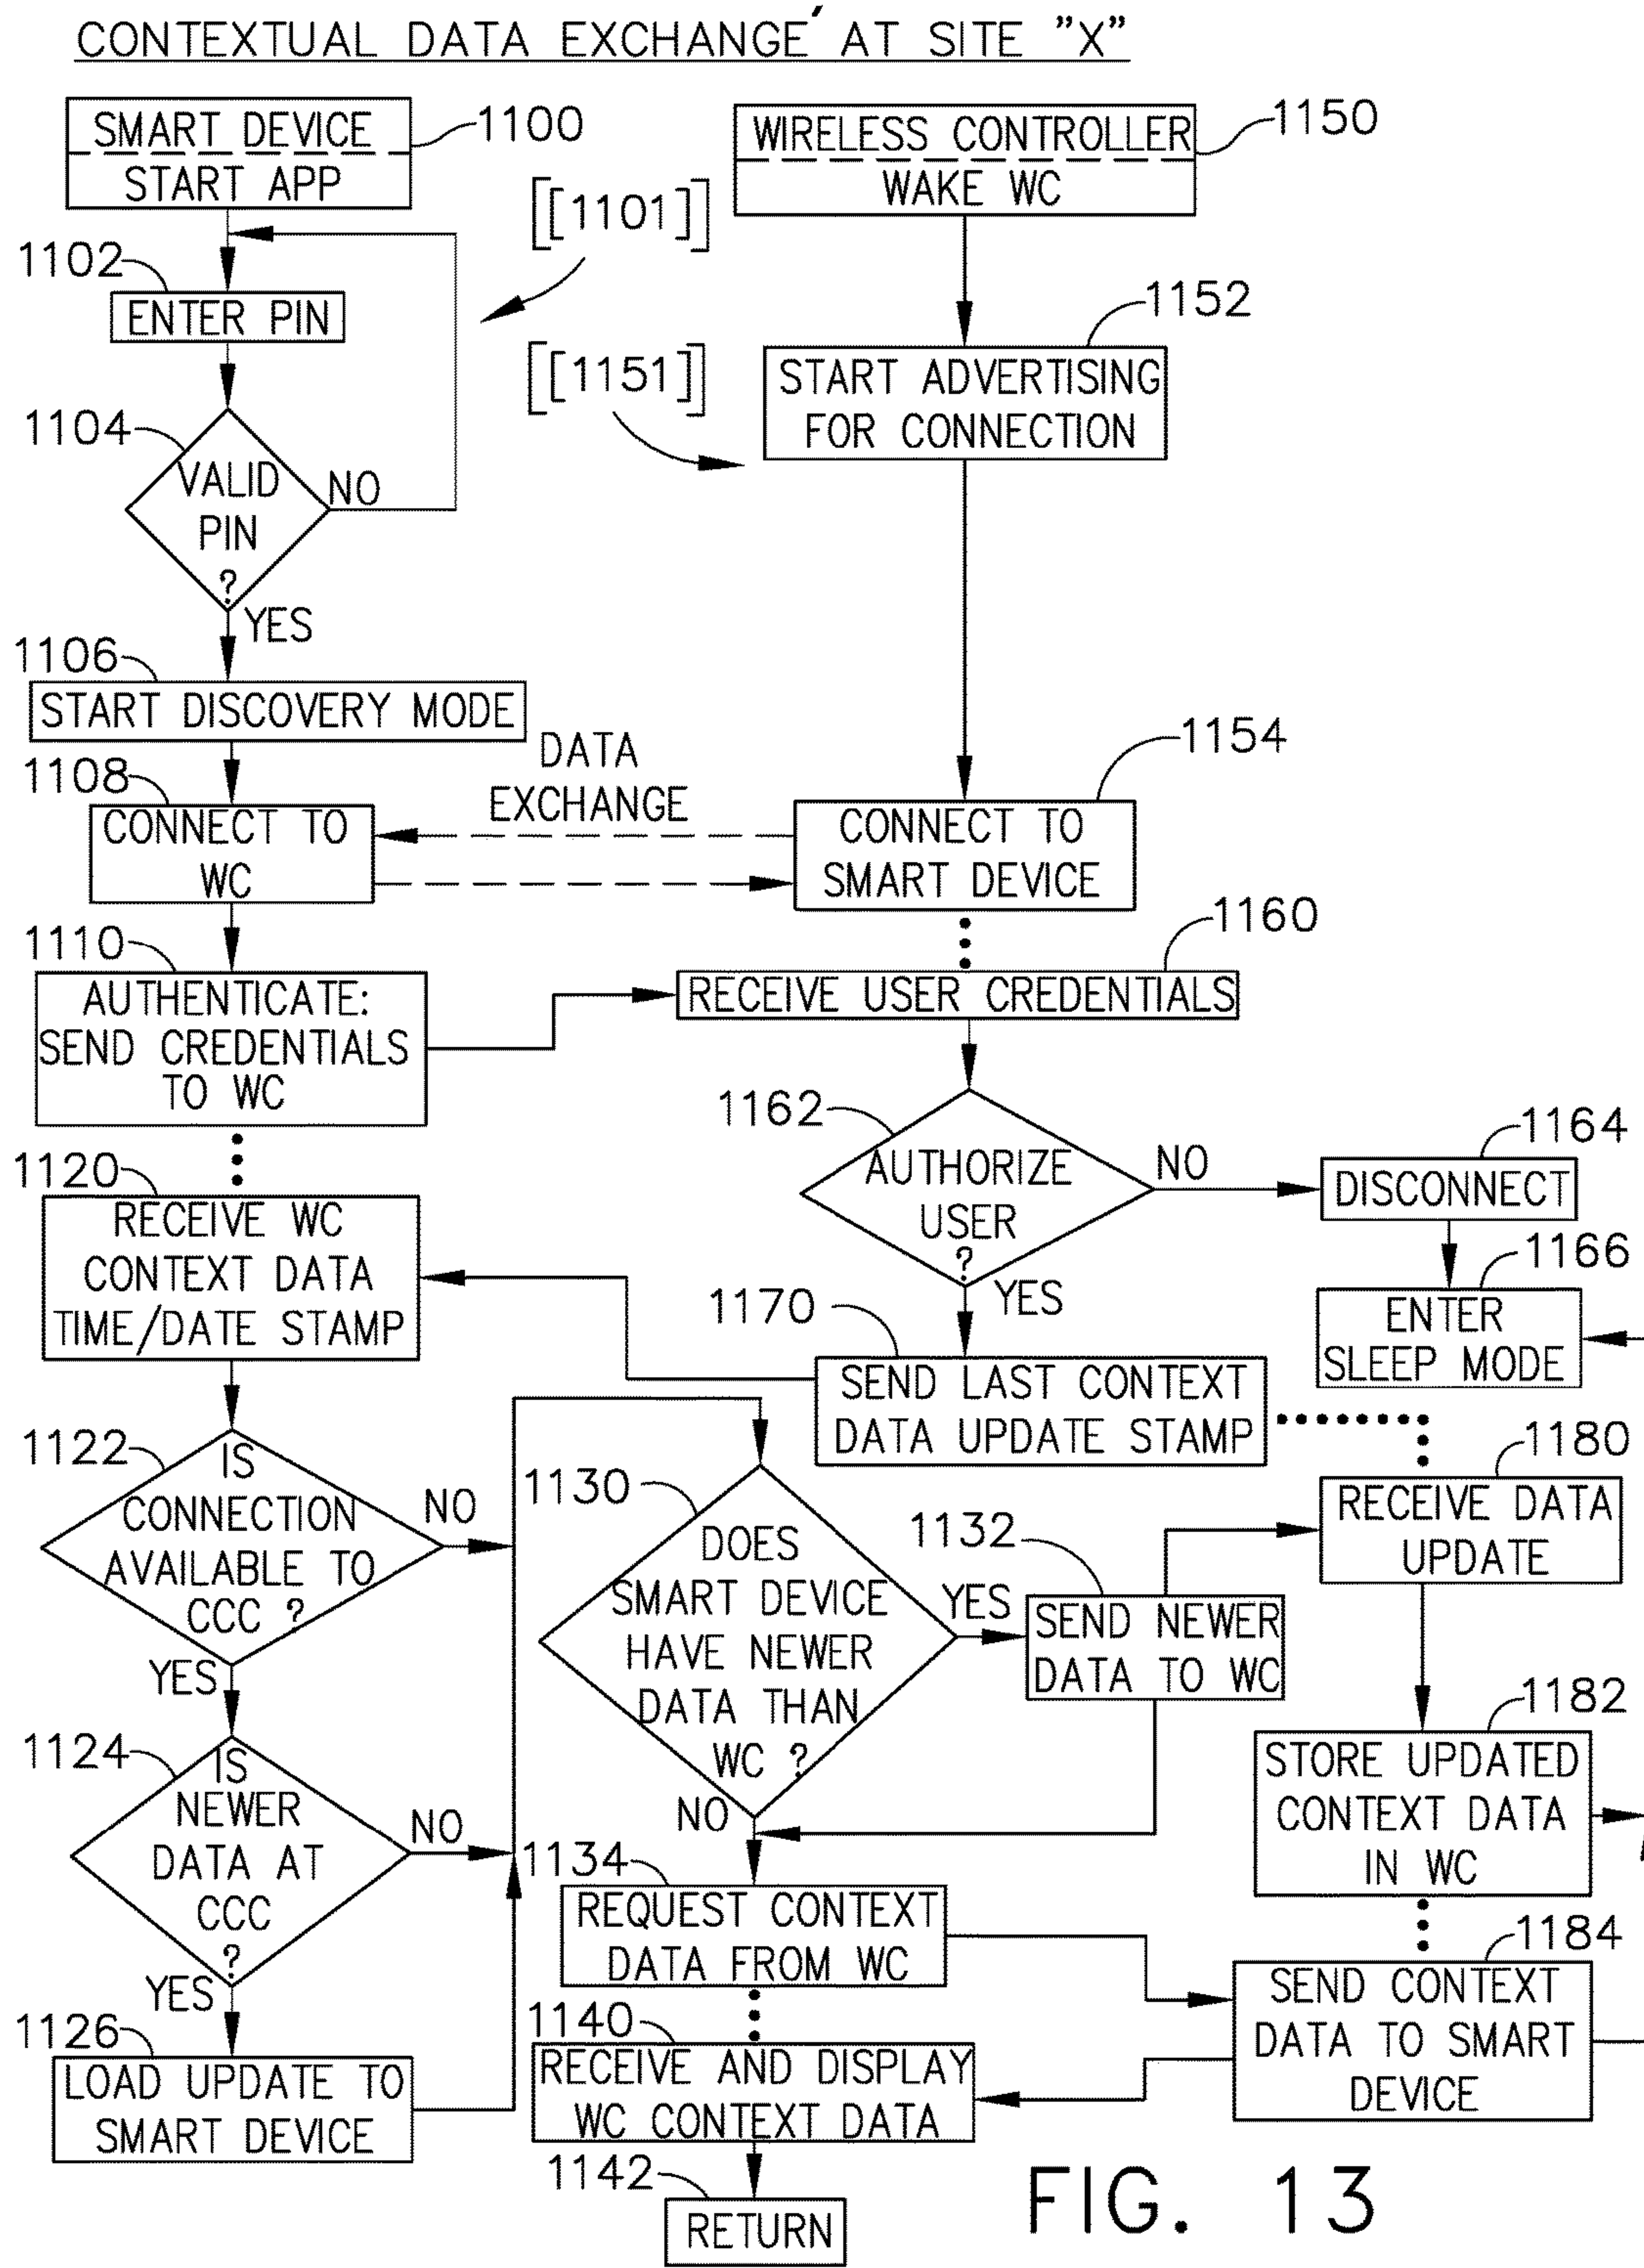 CONTEXTUAL DATA EXCHANGE' AT SITE "X"
SMART DEVICE
START APP
1100
WIRELESS CONTROLLER
WAKE WC
1150
[[1101]]
1102
ENTER PIN
1152
START ADVERTISING
FOR CONNECTION
[[1151]]
1104
VALID
PIN
?
NO
YES
1106
START DISCOVERY MODE
1108
CONNECT TO
WC
DATA
EXCHANGE
1154
CONNECT TO
SMART DEVICE
1110
AUTHENTICATE:
SEND CREDENTIALS
TO WC
1160
RECEIVE USER CREDENTIALS
1162
AUTHORIZE
USER
?
NO
YES
1164
DISCONNECT
1166
ENTER
SLEEP MODE
1120
RECEIVE WC
CONTEXT DATA
TIME/DATE STAMP
1170
SEND LAST CONTEXT
DATA UPDATE STAMP
1122
IS
CONNECTION
AVAILABLE TO
CCC ?
NO
YES
1130
DOES
SMART DEVICE
HAVE NEWER
DATA THAN
WC ?
YES
NO
1132
SEND NEWER
DATA TO WC
1180
RECEIVE DATA
UPDATE
1124
IS
NEWER
DATA AT
CCC
?
NO
YES
1182
STORE UPDATED
CONTEXT DATA
IN WC
1134
REQUEST CONTEXT
DATA FROM WC
1184
SEND CONTEXT
DATA TO SMART
DEVICE
1126
LOAD UPDATE TO
SMART DEVICE
1140
RECEIVE AND DISPLAY
WC CONTEXT DATA
1142
RETURN
FIG. 13